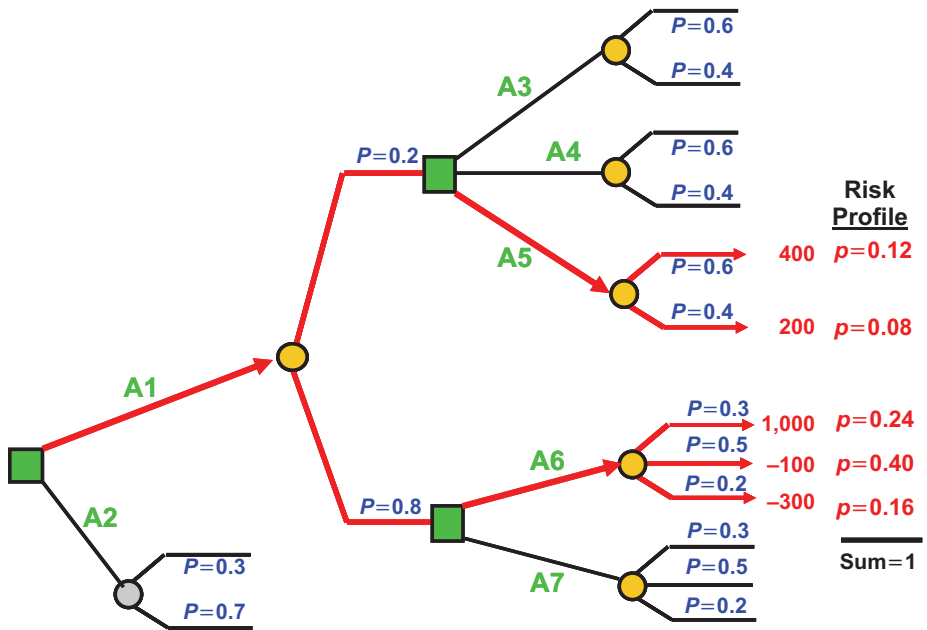 P=0.6
A3
P=0.4
P=0.2
A4
P=0.6
P=0.4
Risk
Profile
A5
P=0.6
400 p=0.12
P=0.4
200 p=0.08
A1
P=0.3
1,000 p=0.24
A6
P=0.5
–100 p=0.40
P=0.2
–300 p=0.16
P=0.8
A2
P=0.3
P=0.7
A7
P=0.3
P=0.5
P=0.2
Sum=1